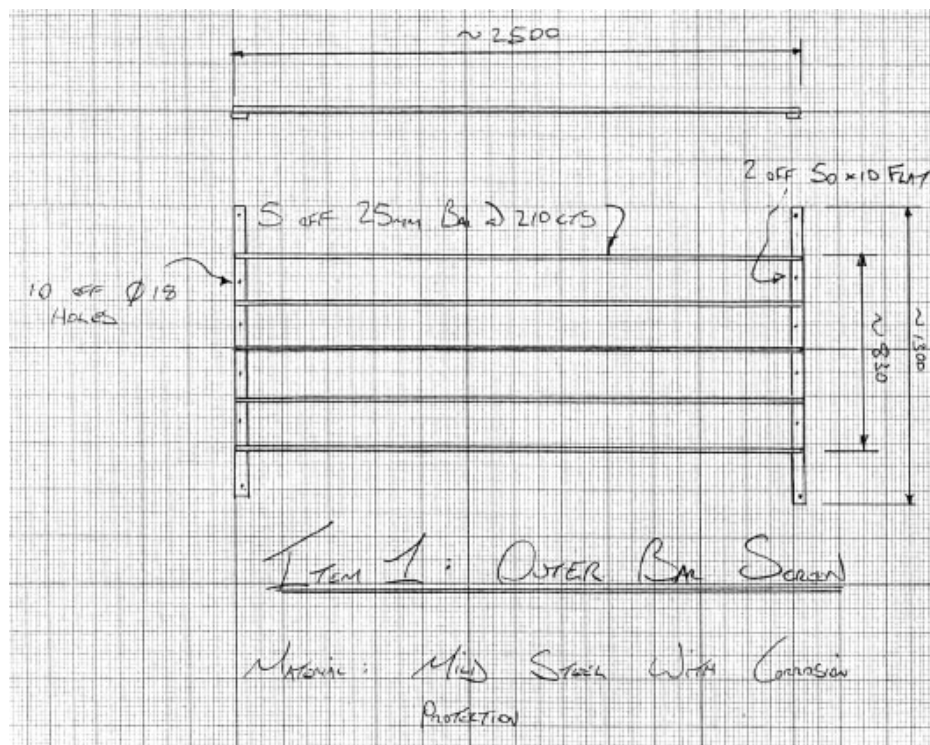 ~ 2500
2 OFF 50 × 10 FLAT
5 OFF 25mm BAR @ 210 CTS
10 OFF Ø 18
HOLES
~ 830
~ 1300
ITEM 1 : OUTER BAR SCREEN
MATERIAL : MILD STEEL WITH CORROSION
PROTECTION